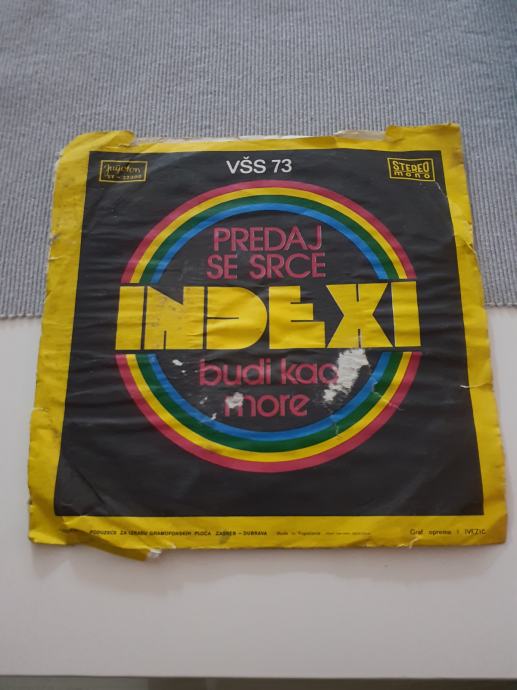 Jugoton
VŠS 73
STEREO
mono
PREDAJ
SE SRCE
INDEXI
budi kao
more
PODUZEĆE ZA IZRADU GRAMOFONSKIH PLOČA ZAGREB – DUBRAVA Made in Yugoslavia
Graf. oprema I IVEZIĆ